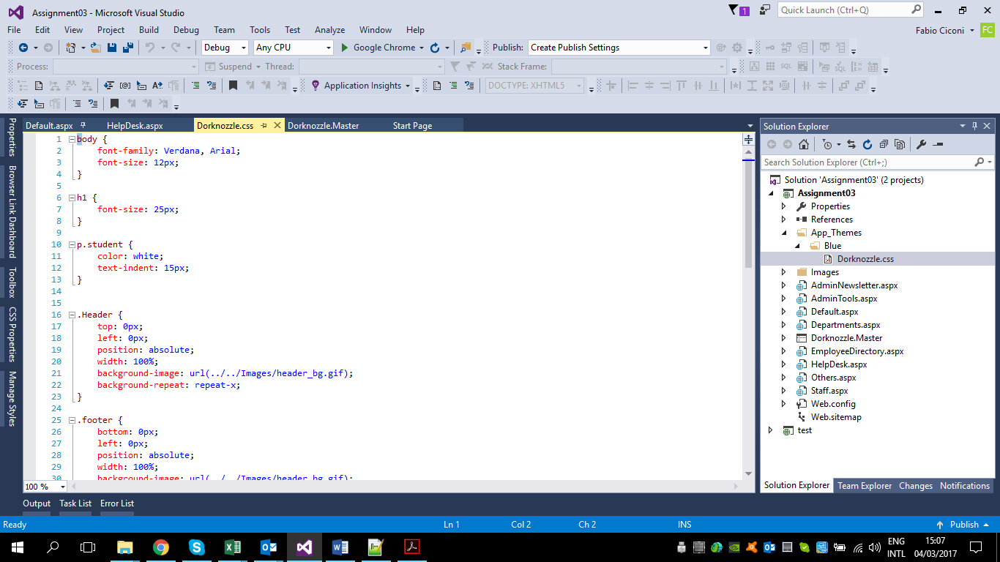 Assignment03 - Microsoft Visual Studio
1
Quick Launch (Ctrl+Q)
File Edit View Project Build Debug Team Tools Test Analyze Window Help
Fabio Ciconi
FC
Debug Any CPU Google Chrome Publish: Create Publish Settings
Process: Suspend Thread: Stack Frame:
Application Insights DOCTYPE: XHTML5
Default.aspx HelpDesk.aspx Dorknozzle.css Dorknozzle.Master Start Page
Properties
Browser Link Dashboard
Toolbox
CSS Properties
Manage Styles
1 body {
2 font-family: Verdana, Arial;
3 font-size: 12px;
4 }
5
6 h1 {
7 font-size: 25px;
8 }
9
10 p.student {
11 color: white;
12 text-indent: 15px;
13 }
14
15
16 .Header {
17 top: 0px;
18 left: 0px;
19 position: absolute;
20 width: 100%;
21 background-image: url(../../Images/header_bg.gif);
22 background-repeat: repeat-x;
23 }
24
25 .footer {
26 bottom: 0px;
27 left: 0px;
28 position: absolute;
29 width: 100%;
30 background-image: url(../../Images/header_bg.gif);
100 %
Solution Explorer
Search Solution Explorer (Ctrl+;)
Solution 'Assignment03' (2 projects)
Assignment03
Properties
References
App_Themes
Blue
Dorknozzle.css
Images
AdminNewsletter.aspx
AdminTools.aspx
Default.aspx
Departments.aspx
Dorknozzle.Master
EmployeeDirectory.aspx
HelpDesk.aspx
Others.aspx
Staff.aspx
Web.config
Web.sitemap
test
Solution Explorer Team Explorer Changes Notifications
Output Task List Error List
Ready Ln 1 Col 2 Ch 2 INS Publish
ENG
INTL
15:07
04/03/2017